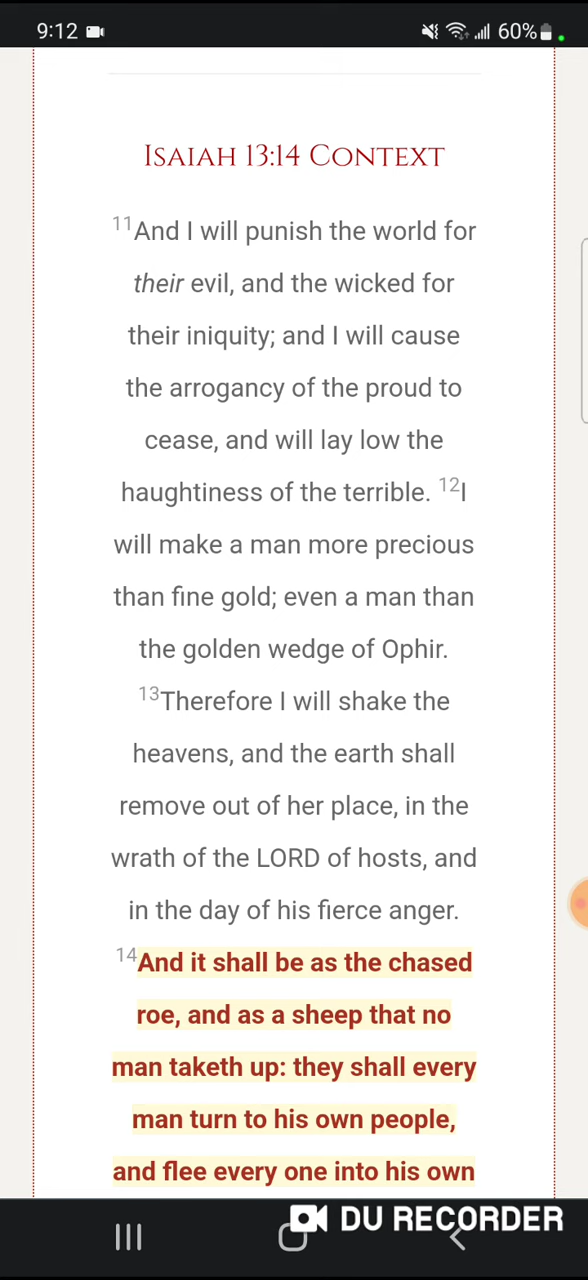 9:12 60%
ISAIAH 13:14 CONTEXT
11And I will punish the world for
their evil, and the wicked for
their iniquity; and I will cause
the arrogancy of the proud to
cease, and will lay low the
haughtiness of the terrible. 12I
will make a man more precious
than fine gold; even a man than
the golden wedge of Ophir.
13Therefore I will shake the
heavens, and the earth shall
remove out of her place, in the
wrath of the LORD of hosts, and
in the day of his fierce anger.
14And it shall be as the chased
roe, and as a sheep that no
man taketh up: they shall every
man turn to his own people,
and flee every one into his own
DU RECORDER